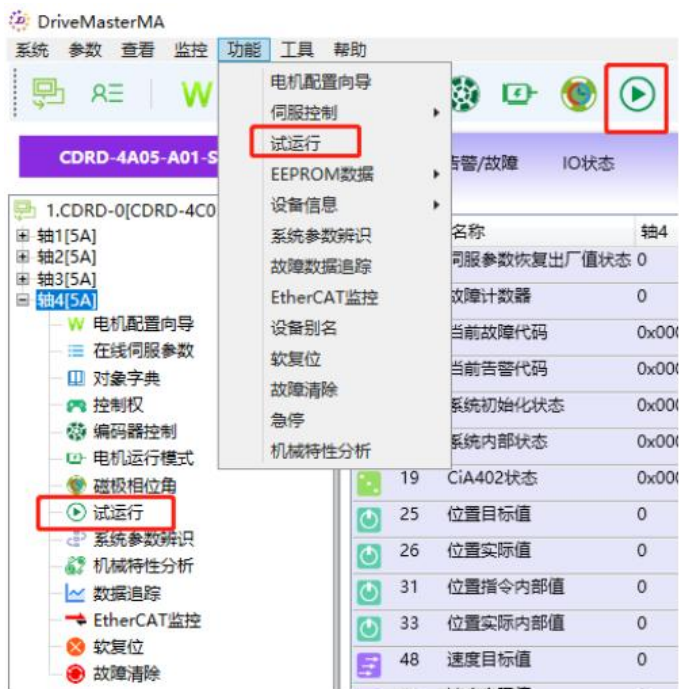 DriveMasterMA
系统 参数 查看 监控 功能 工具 帮助
电机配置向导
伺服控制
试运行
EEPROM数据
设备信息
系统参数辨识
故障数据追踪
EtherCAT监控
设备别名
软复位
故障清除
急停
机械特性分析
CDRD-4A05-A01-S
告警/故障 IO状态
1.CDRD-0[CDRD-4C0
轴1[5A]
轴2[5A]
轴3[5A]
轴4[5A]
W 电机配置向导
在线伺服参数
对象字典
控制权
编码器控制
电机运行模式
磁极相位角
试运行
系统参数辨识
机械特性分析
数据追踪
EtherCAT监控
软复位
故障清除
名称 轴4
伺服参数恢复出厂值状态 0
故障计数器 0
当前故障代码 0x000
当前告警代码 0x000
系统初始化状态 0x000
系统内部状态 0x000
19 CiA402状态 0x000
25 位置目标值 0
26 位置实际值 0
31 位置指令内部值 0
33 位置实际内部值 0
48 速度目标值 0